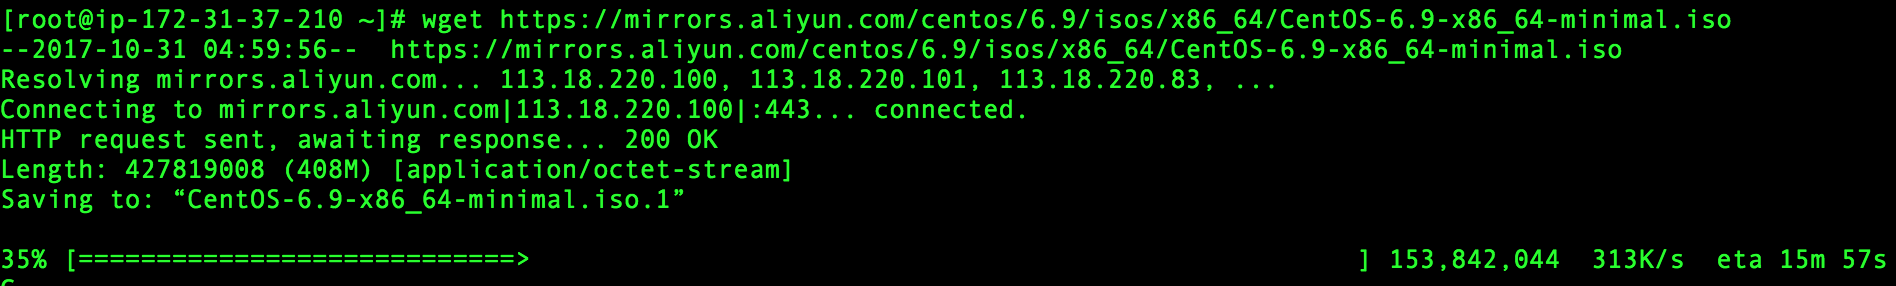 [root@ip-172-31-37-210 ~]# wget https://mirrors.aliyun.com/centos/6.9/isos/x86_64/CentOS-6.9-x86_64-minimal.iso
--2017-10-31 04:59:56--  https://mirrors.aliyun.com/centos/6.9/isos/x86_64/CentOS-6.9-x86_64-minimal.iso
Resolving mirrors.aliyun.com... 113.18.220.100, 113.18.220.101, 113.18.220.83, ...
Connecting to mirrors.aliyun.com|113.18.220.100|:443... connected.
HTTP request sent, awaiting response... 200 OK
Length: 427819008 (408M) [application/octet-stream]
Saving to: “CentOS-6.9-x86_64-minimal.iso.1”
35% [============================> ] 153,842,044  313K/s  eta 15m 57s